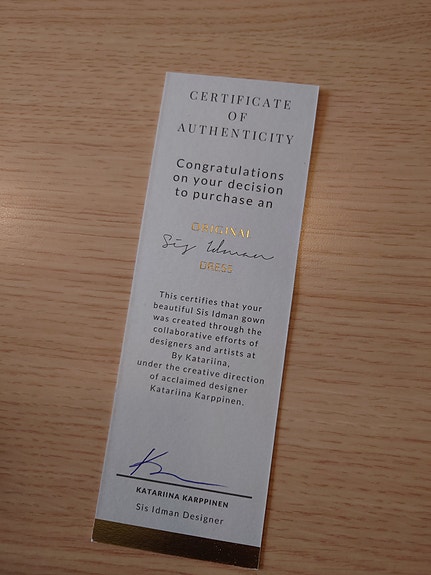 CERTIFICATE
OF
AUTHENTICITY
Congratulations
on your decision
to purchase an
ORIGINAL
Sis Idman
DRESS
This certifies that your
beautiful Sis Idman gown
was created through the
collaborative efforts of
designers and artists at
By Katariina,
under the creative direction
of acclaimed designer
Katariina Karppinen.
KATARIINA KARPPINEN
Sis Idman Designer